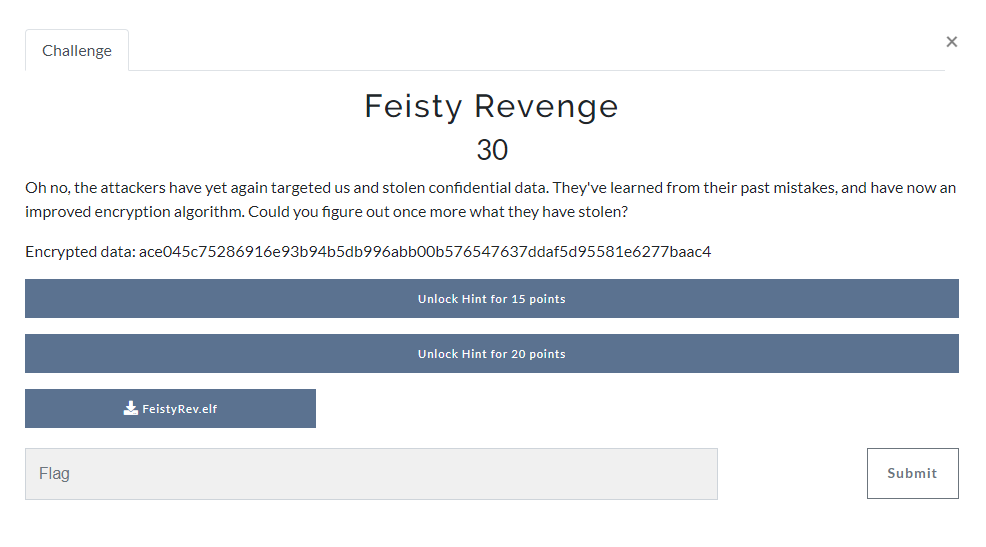 Challenge
×
Feisty Revenge
30
Oh no, the attackers have yet again targeted us and stolen confidential data. They've learned from their past mistakes, and have now an
improved encryption algorithm. Could you figure out once more what they have stolen?
Encrypted data: ace045c75286916e93b94b5db996abb00b576547637ddaf5d95581e6277baac4
Unlock Hint for 15 points
Unlock Hint for 20 points
FeistyRev.elf
Flag
Submit